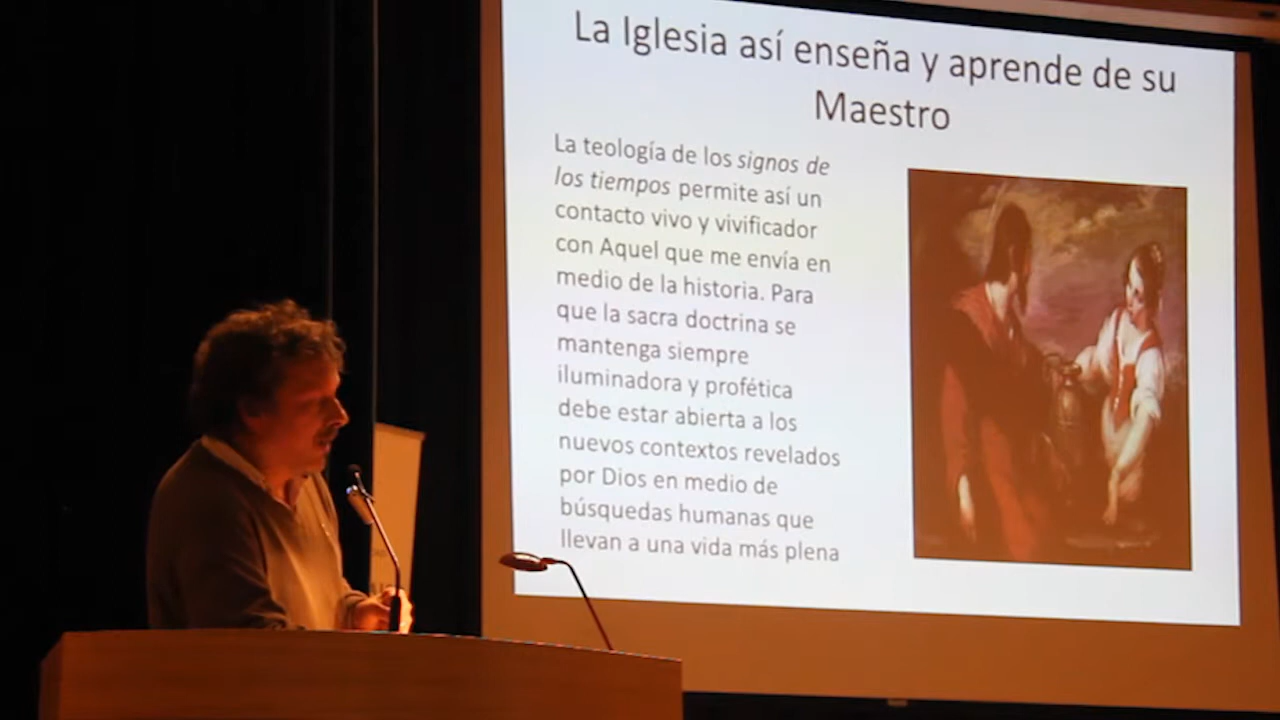 La Iglesia así enseña y aprende de su
Maestro
La teología de los signos de
los tiempos permite así un
contacto vivo y vivificador
con Aquel que me envía en
medio de la historia. Para
que la sacra doctrina se
mantenga siempre
iluminadora y profética
debe estar abierta a los
nuevos contextos revelados
por Dios en medio de
búsquedas humanas que
llevan a una vida más plena